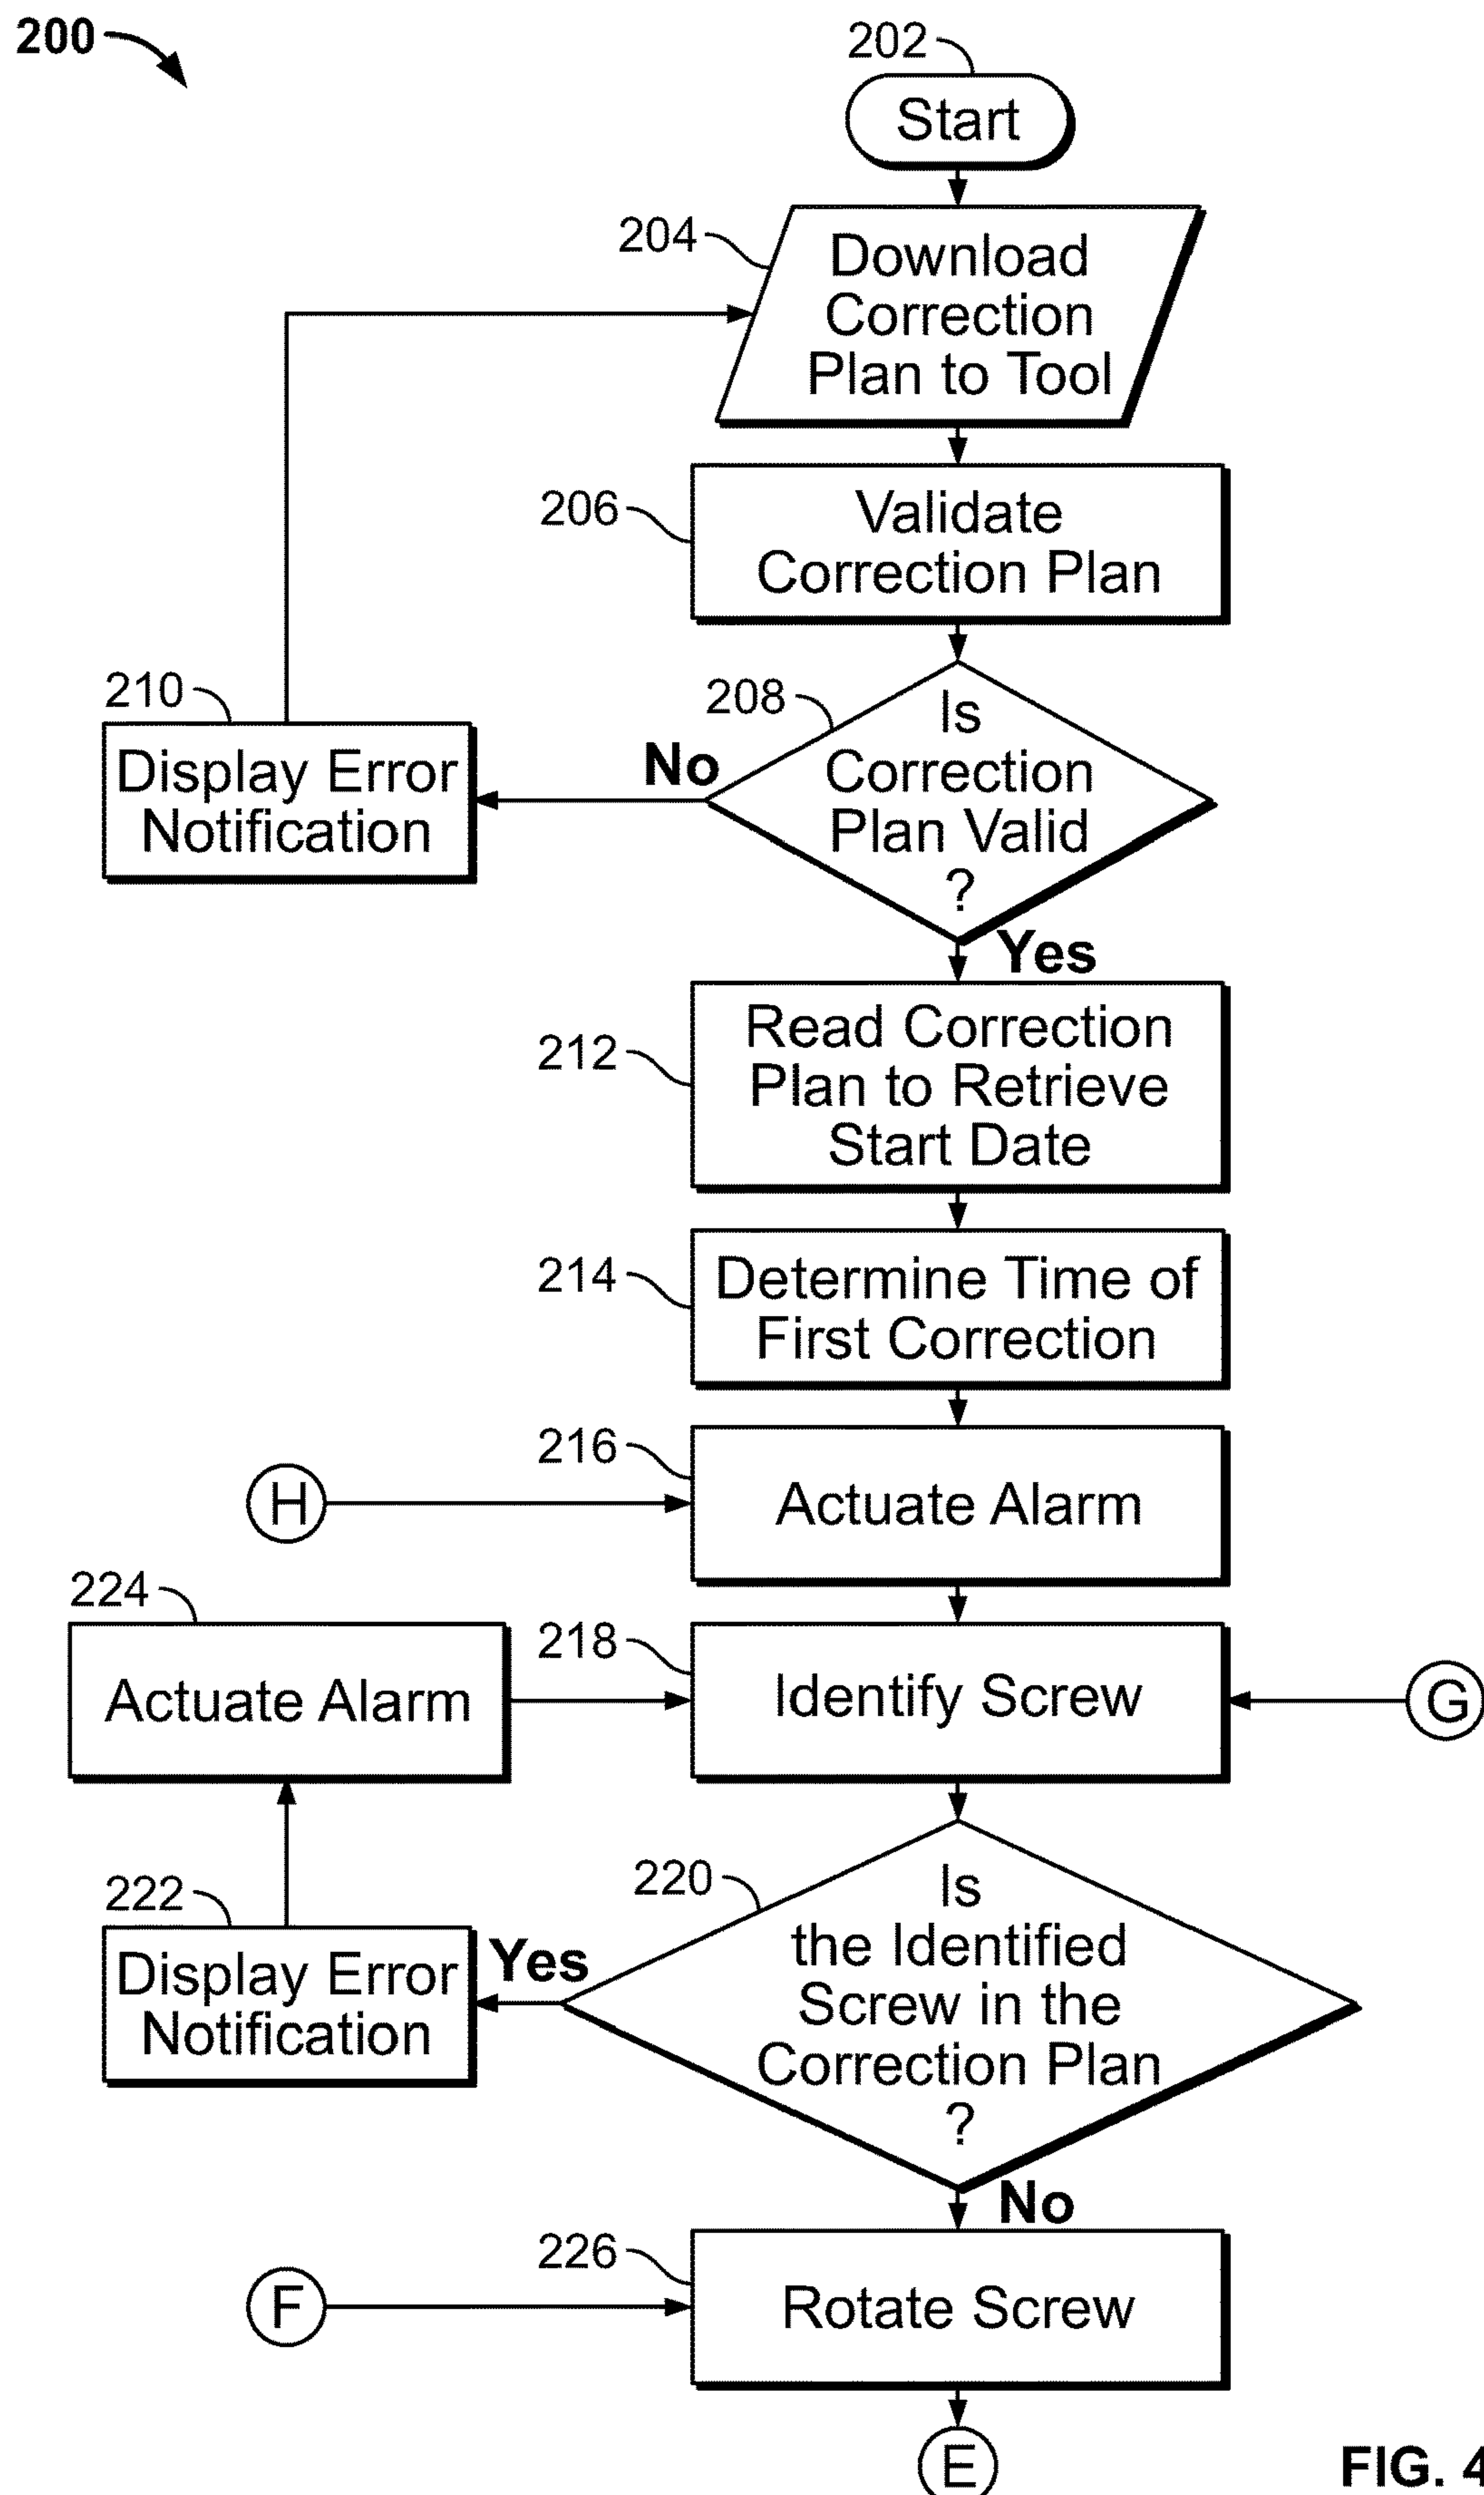 200
202
Start
204
Download
Correction
Plan to Tool
206
Validate
Correction Plan
208
Is
Correction
Plan Valid
?
No
210
Display Error
Notification
Yes
212
Read Correction
Plan to Retrieve
Start Date
214
Determine Time of
First Correction
216
H
Actuate Alarm
224
Actuate Alarm
218
Identify Screw
G
220
Is
the Identified
Screw in the
Correction Plan
?
Yes
222
Display Error
Notification
No
226
F
Rotate Screw
E
FIG. 4